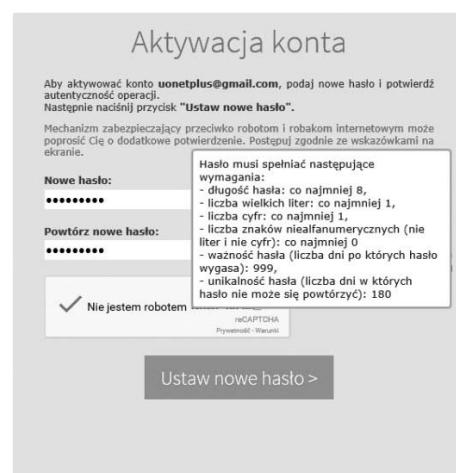 Aktywacja konta
Aby aktywować konto uonetplus@gmail.com, podaj nowe hasło i potwierdź
autentyczność operacji.
Następnie naciśnij przycisk "Ustaw nowe hasło".
Mechanizm zabezpieczający przeciwko robotom i robakom internetowym może
poprosić Cię o dodatkowe potwierdzenie. Postępuj zgodnie ze wskazówkami na
ekranie.
Nowe hasło:
•••••••••
Powtórz nowe hasło:
•••••••••
Hasło musi spełniać następujące
wymagania:
- długość hasła: co najmniej 8,
- liczba wielkich liter: co najmniej 1,
- liczba cyfr: co najmniej 1,
- liczba znaków niealfanumerycznych (nie
liter i nie cyfr): co najmniej 0
- ważność hasła (liczba dni po których hasło
wygasa): 999,
- unikalność hasła (liczba dni w których
hasło nie może się powtórzyć): 180
Nie jestem robotem
reCAPTCHA
Prywatność - Warunki
Ustaw nowe hasło >